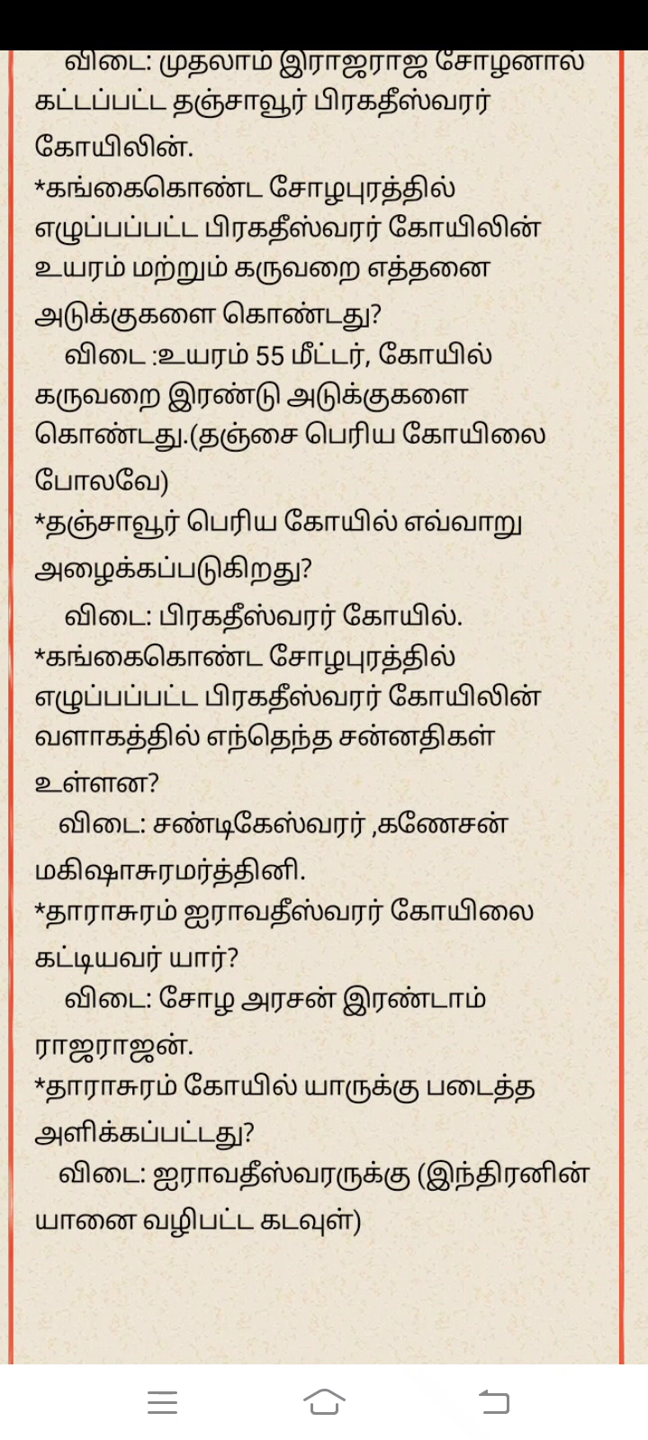 விடை: முதலாம் இராஜராஜ சோழனால்
கட்டப்பட்ட தஞ்சாவூர் பிரகதீஸ்வரர்
கோயிலின்.
*கங்கைகொண்ட சோழபுரத்தில்
எழுப்பப்பட்ட பிரகதீஸ்வரர் கோயிலின்
உயரம் மற்றும் கருவறை எத்தனை
அடுக்குகளை கொண்டது?
விடை :உயரம் 55 மீட்டர், கோயில்
கருவறை இரண்டு அடுக்குகளை
கொண்டது.(தஞ்சை பெரிய கோயிலை
போலவே)
*தஞ்சாவூர் பெரிய கோயில் எவ்வாறு
அழைக்கப்படுகிறது?
விடை: பிரகதீஸ்வரர் கோயில்.
*கங்கைகொண்ட சோழபுரத்தில்
எழுப்பப்பட்ட பிரகதீஸ்வரர் கோயிலின்
வளாகத்தில் எந்தெந்த சன்னதிகள்
உள்ளன?
விடை: சண்டிகேஸ்வரர் ,கணேசன்
மகிஷாசுரமர்த்தினி.
*தாராசுரம் ஐராவதீஸ்வரர் கோயிலை
கட்டியவர் யார்?
விடை: சோழ அரசன் இரண்டாம்
ராஜராஜன்.
*தாராசுரம் கோயில் யாருக்கு படைத்த
அளிக்கப்பட்டது?
விடை: ஐராவதீஸ்வரருக்கு (இந்திரனின்
யானை வழிபட்ட கடவுள்)